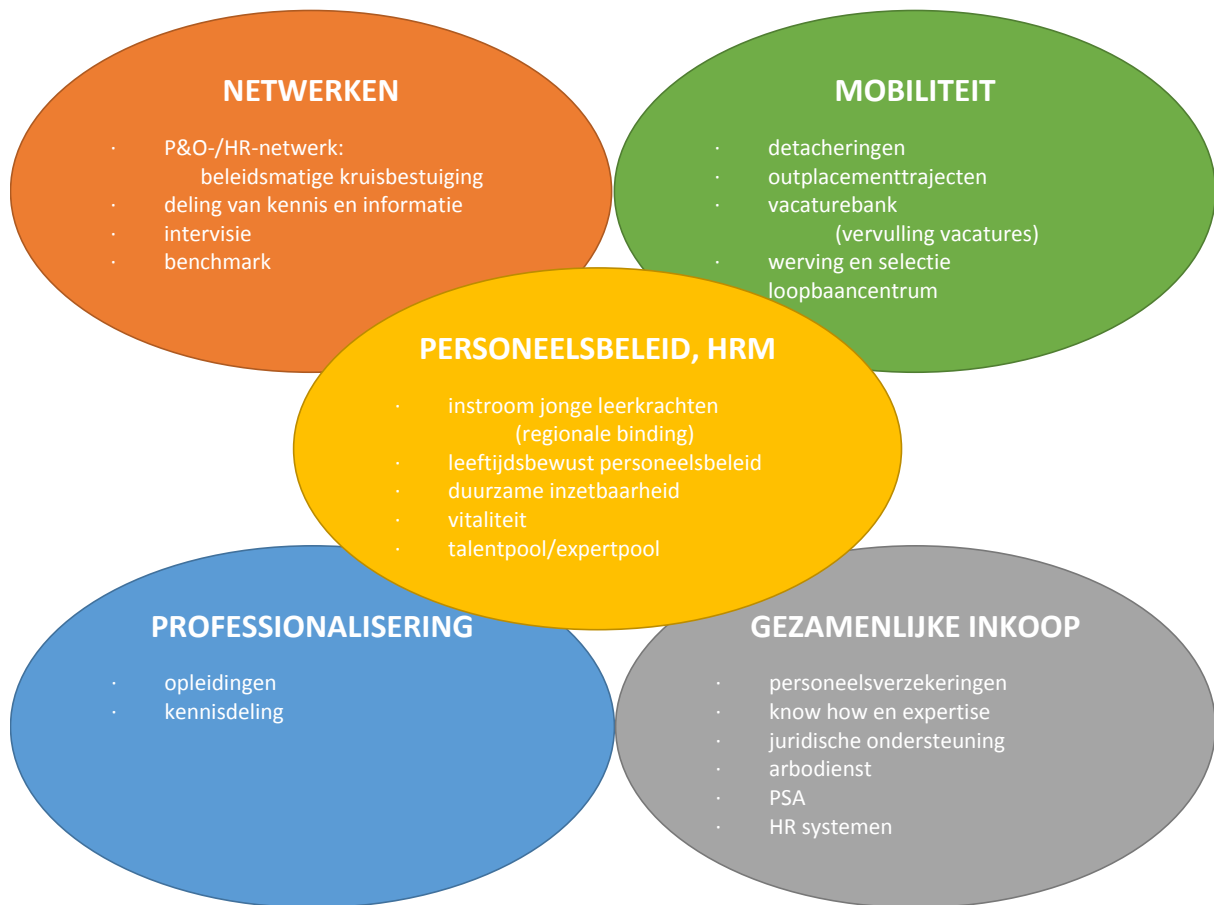 NETWERKEN
· P&O-/HR-netwerk:
beleidsmatige kruisbestuiging
· deling van kennis en informatie
· intervisie
· benchmark
MOBILITEIT
· detacheringen
· outplacementtrajecten
· vacaturebank
(vervulling vacatures)
· werving en selectie
loopbaancentrum
PERSONEELSBELEID, HRM
· instroom jonge leerkrachten
(regionale binding)
· leeftijdsbewust personeelsbeleid
· duurzame inzetbaarheid
· vitaliteit
· talentpool/expertpool
PROFESSIONALISERING
· opleidingen
· kennisdeling
GEZAMENLIJKE INKOOP
· personeelsverzekeringen
· know how en expertise
· juridische ondersteuning
· arbodienst
· PSA
· HR systemen